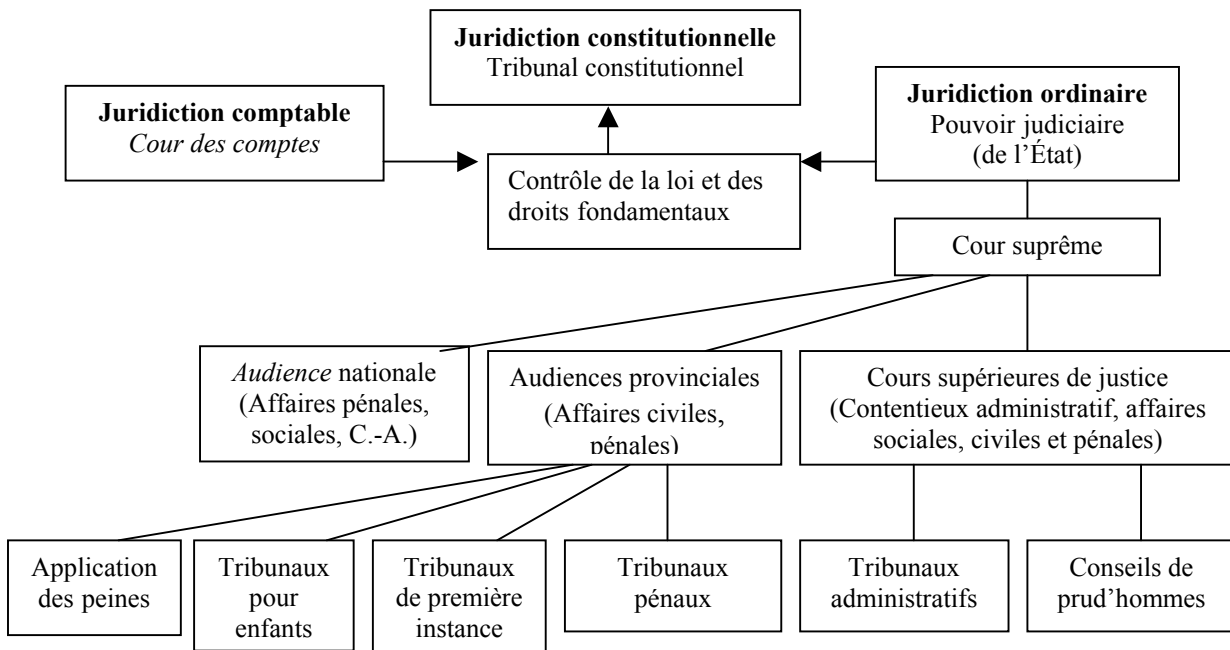 Juridiction constitutionnelle
Tribunal constitutionnel
Juridiction comptable
Cour des comptes
Juridiction ordinaire
Pouvoir judiciaire
(de l’État)
Contrôle de la loi et des
droits fondamentaux
Cour suprême
Audience nationale
(Affaires pénales,
sociales, C.-A.)
Audiences provinciales
(Affaires civiles,
pénales)
Cours supérieures de justice
(Contentieux administratif, affaires
sociales, civiles et pénales)
Application
des peines
Tribunaux
pour
enfants
Tribunaux
de première
instance
Tribunaux
pénaux
Tribunaux
administratifs
Conseils de
prud’hommes